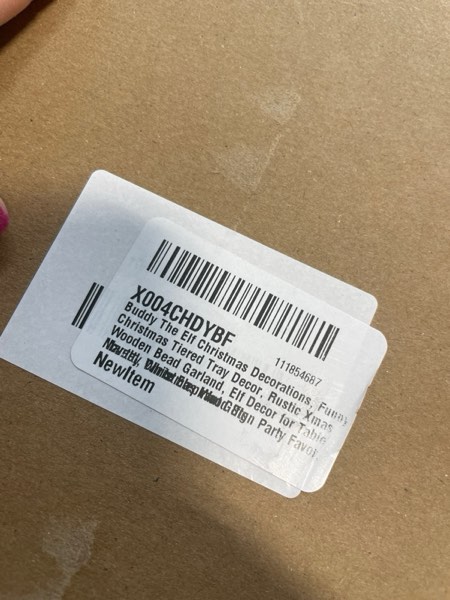 X004CHDYBF
111854687
Buddy The Elf Christmas Decorations, Funny
Christmas Tiered Tray Decor, Rustic Xmas
Wooden Bead Garland, Elf Decor for Table
Sign Party Favor
NewItem